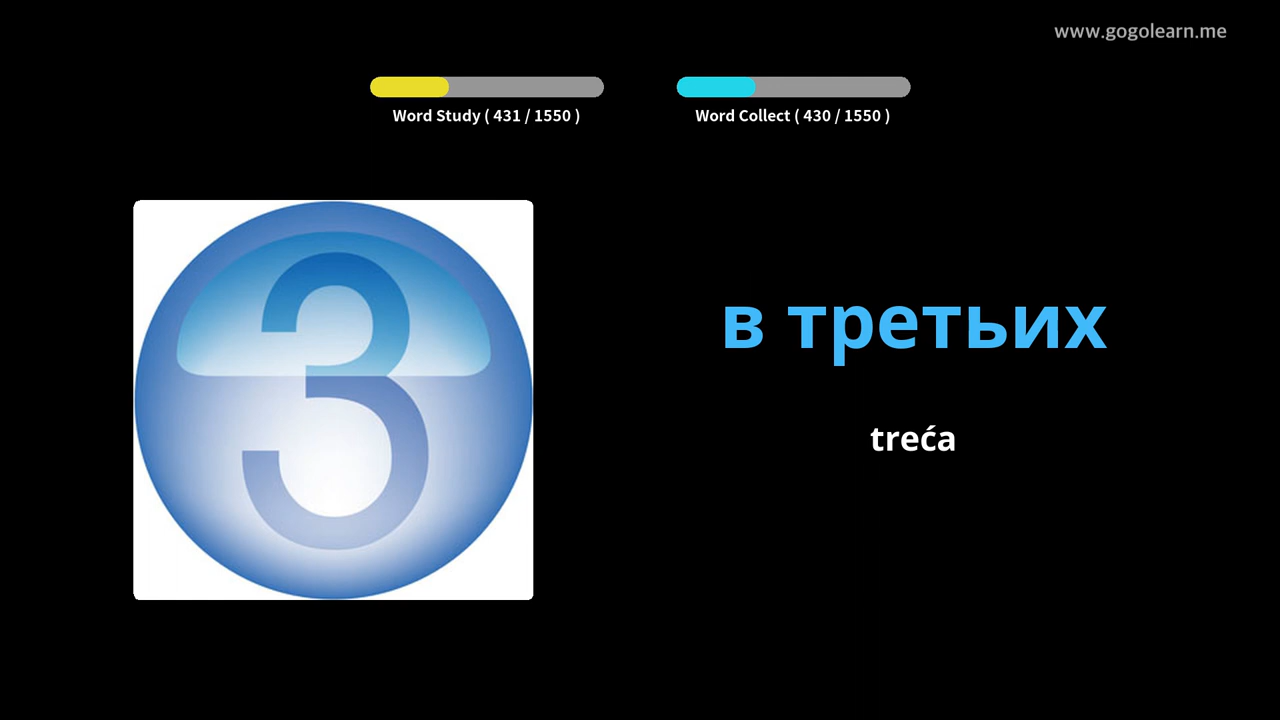 www.gogolearn.me
Word Study ( 431 / 1550 )
Word Collect ( 430 / 1550 )
3
в третьих
treća